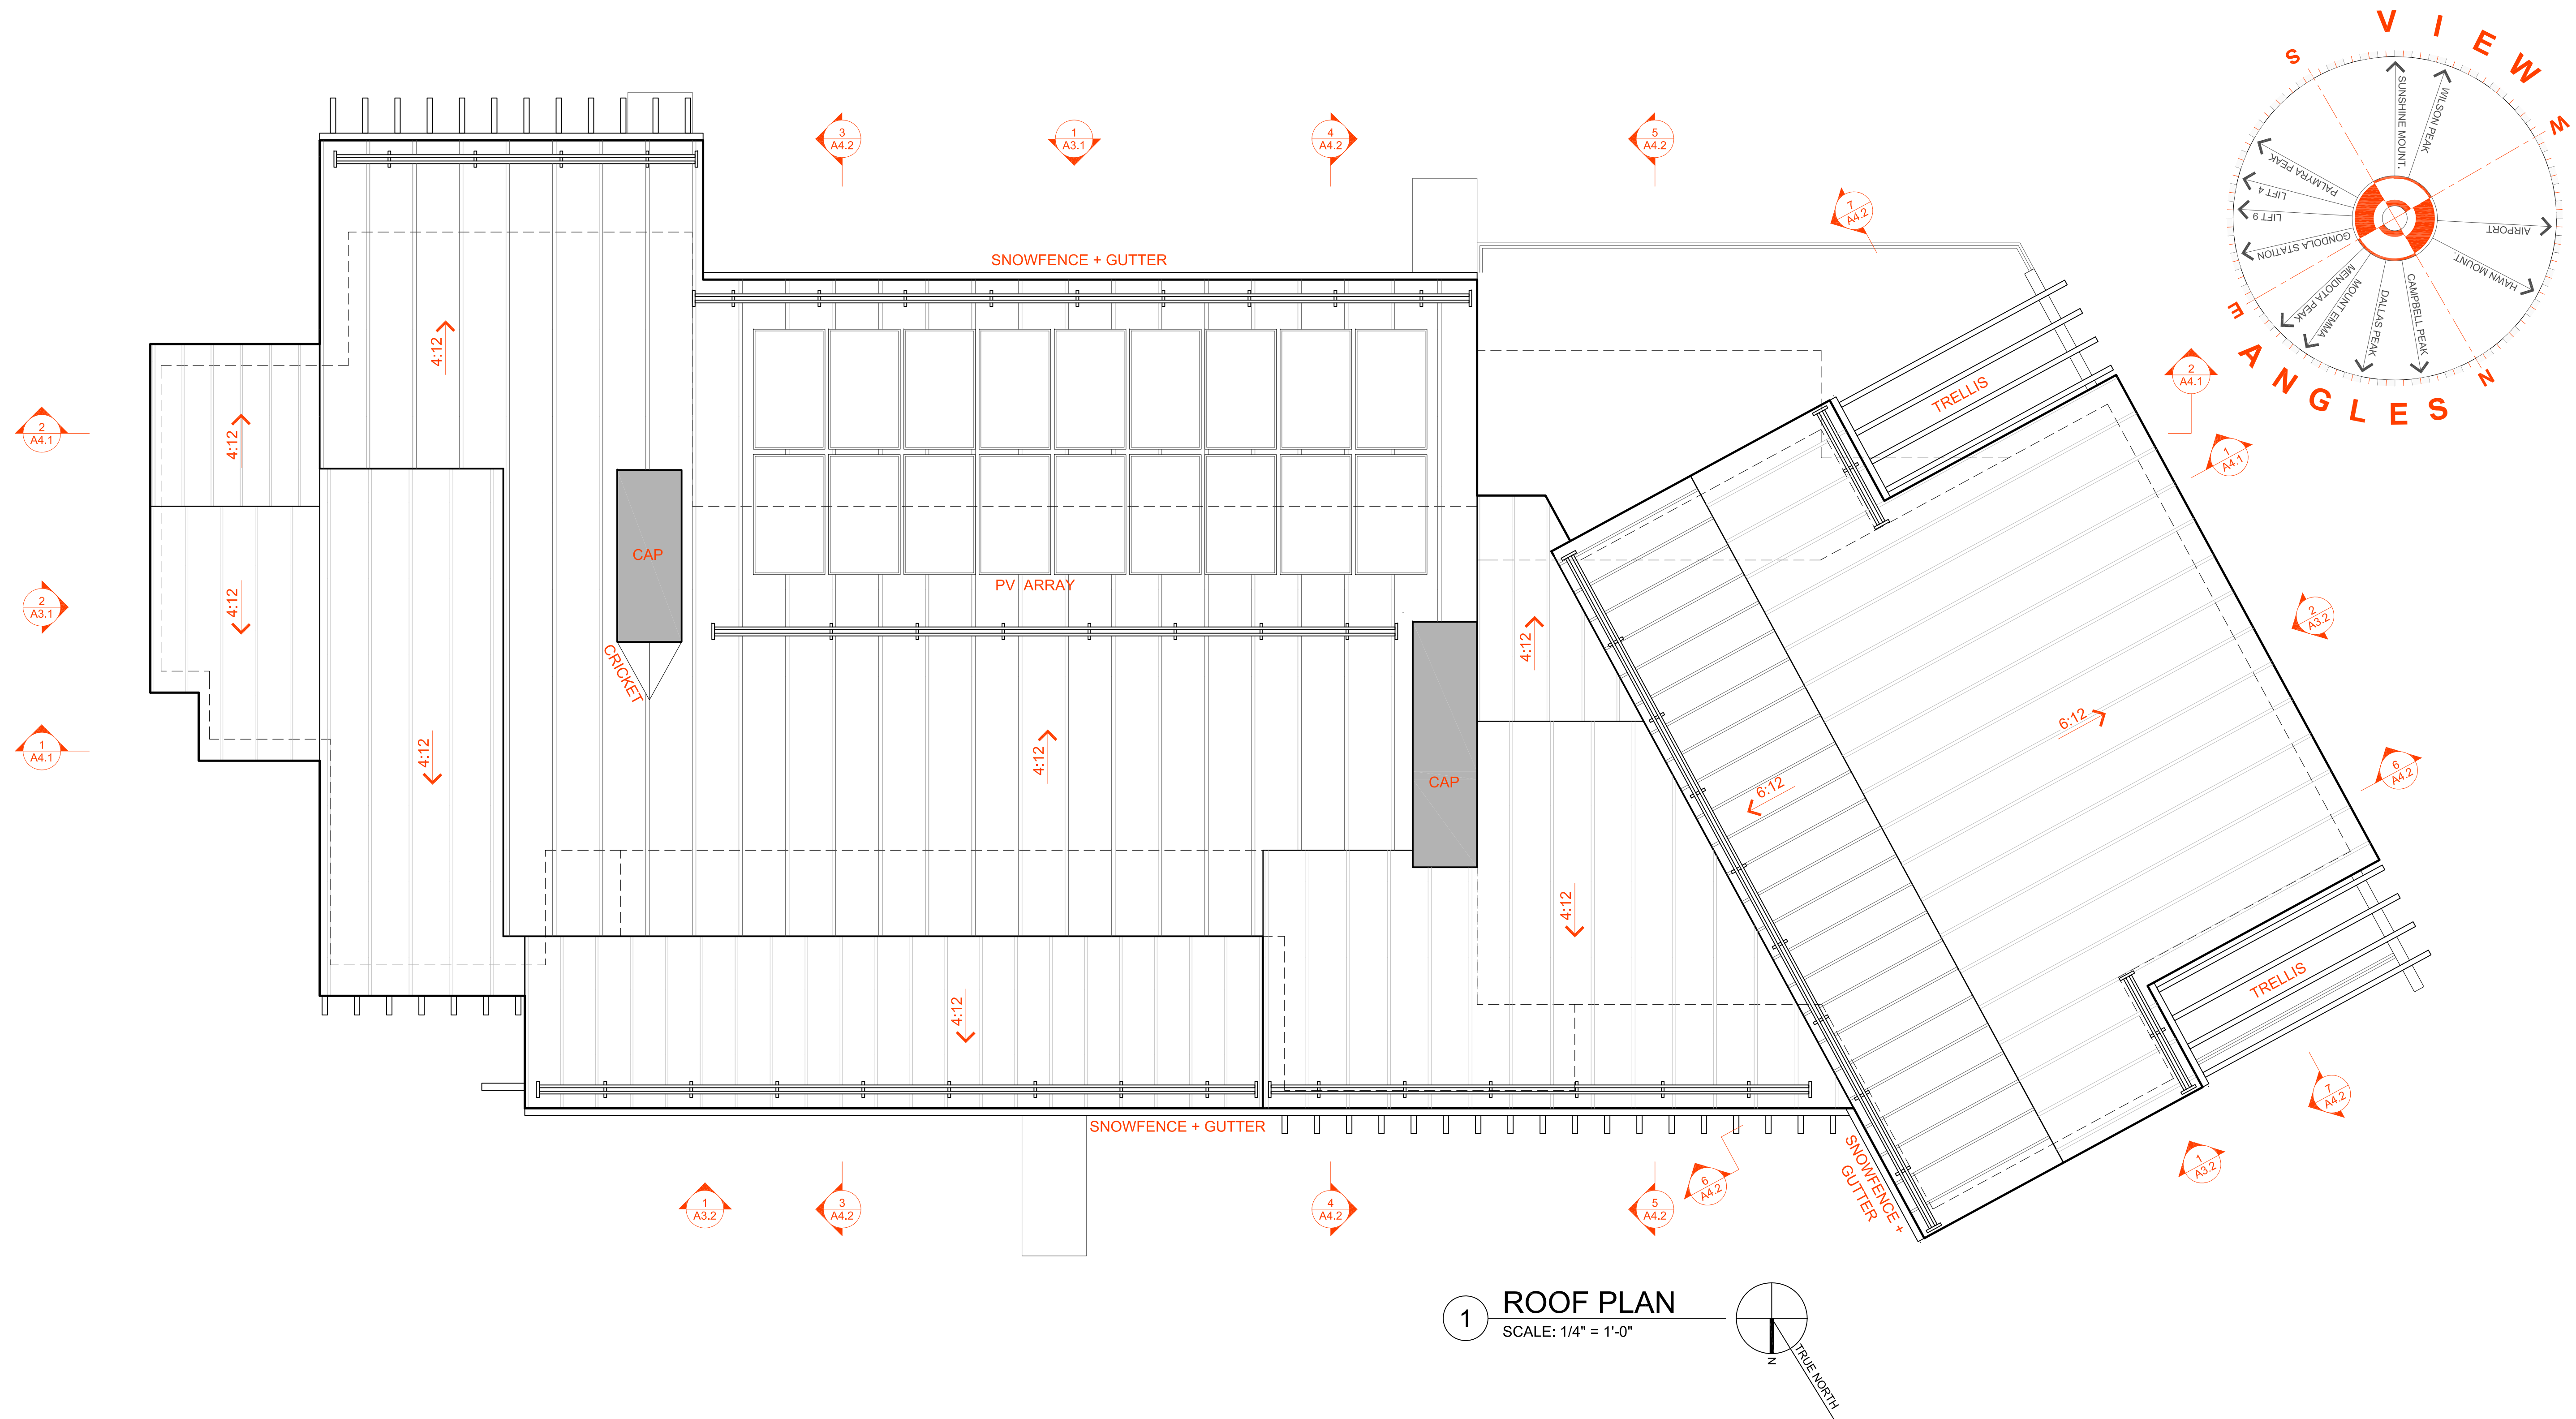 VIEW
S
W
SUNSHINE MOUNT.
WILSON PEAK
PALMYRA PEAK
LIFT 4
LIFT 9
GONDOLA STATION
MENDOTA PEAK
MOUNT EMMA
DALLAS PEAK
CAMPBELL PEAK
HAWN MOUNT.
AIRPORT
E
N
ANGLES
3
A4.2
1
A3.1
4
A4.2
5
A4.2
7
A4.2
SNOWFENCE + GUTTER
4:12
2
A4.1
TRELLIS
2
A4.1
4:12
1
A4.1
CAP
PV ARRAY
2
A3.1
4:12
2
A3.2
4:12
CRICKET
1
A4.1
4:12
4:12
CAP
6:12
6:12
6
A4.2
4:12
4:12
TRELLIS
7
A4.2
SNOWFENCE + GUTTER
SNOWFENCE +
GUTTER
1
A3.2
3
A4.2
4
A4.2
5
A4.2
6
A4.2
1
A3.2
1
ROOF PLAN
SCALE: 1/4" = 1'-0"
N
TRUE NORTH